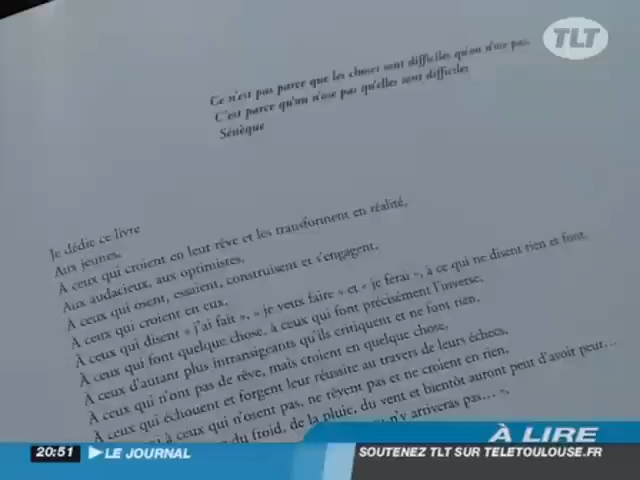 TLT
Ce n'est pas parce que les choses sont difficiles qu'on n'ose pas.
C'est parce qu'on n'ose pas qu'elles sont difficiles
Sénèque
Je dédie ce livre
Aux jeunes,
À ceux qui croient en leur rêve et les transforment en réalité,
Aux audacieux, aux optimistes,
À ceux qui osent, essaient, construisent et s'engagent,
À ceux qui croient en eux,
À ceux qui disent « j'ai fait », « je veux faire » et « je ferai », à ce qui ne disent rien et font,
À ceux qui font quelque chose, à ceux qui font précisément l'inverse,
À ceux d'autant plus intransigeants qu'ils critiquent et ne font rien,
À ceux qui n'ont pas de rêve, mais croient en quelque chose,
À ceux qui échouent et forgent leur réussite au travers de leurs échecs,
à ceux qui n'osent pas, ne rêvent pas et ne croient en rien,
du froid, de la pluie, du vent et bientôt auront peut d'avoir peur...
n'y arriveras pas... »,
À LIRE
20:51 LE JOURNAL SOUTENEZ TLT SUR TELETOULOUSE.FR